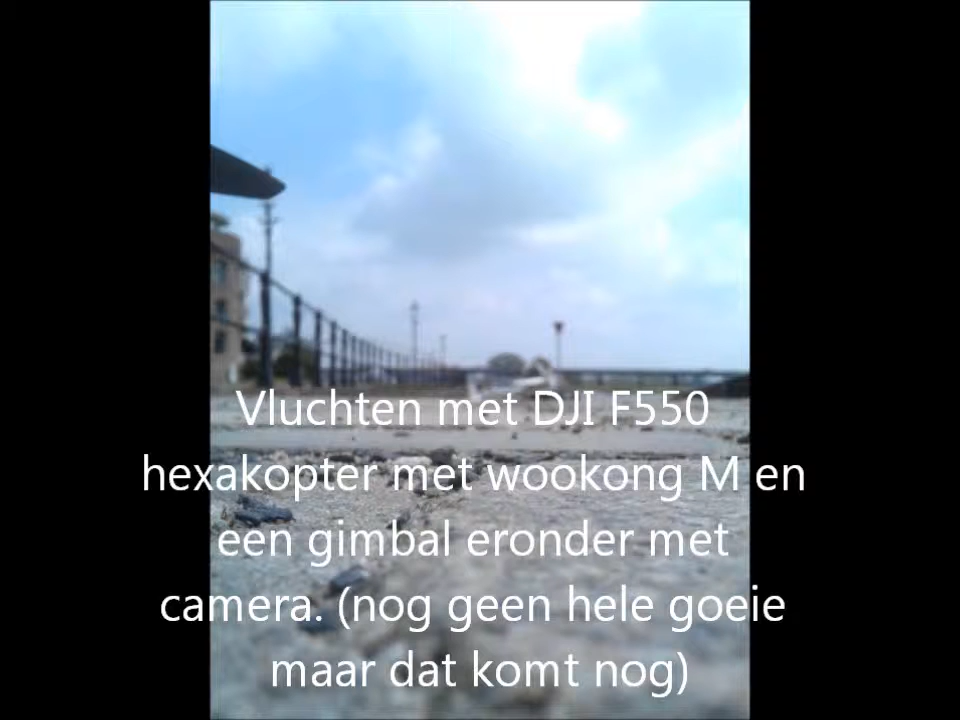 Vluchten met DJI F550
hexakopter met wookong M en
een gimbal eronder met
camera. (nog geen hele goeie
maar dat komt nog)